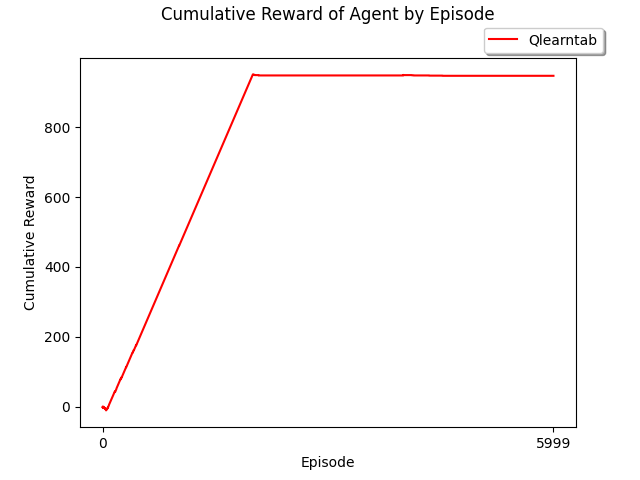 Cumulative Reward of Agent by Episode
Qlearntab
800
600
400
200
0
Cumulative Reward
0
5999
Episode